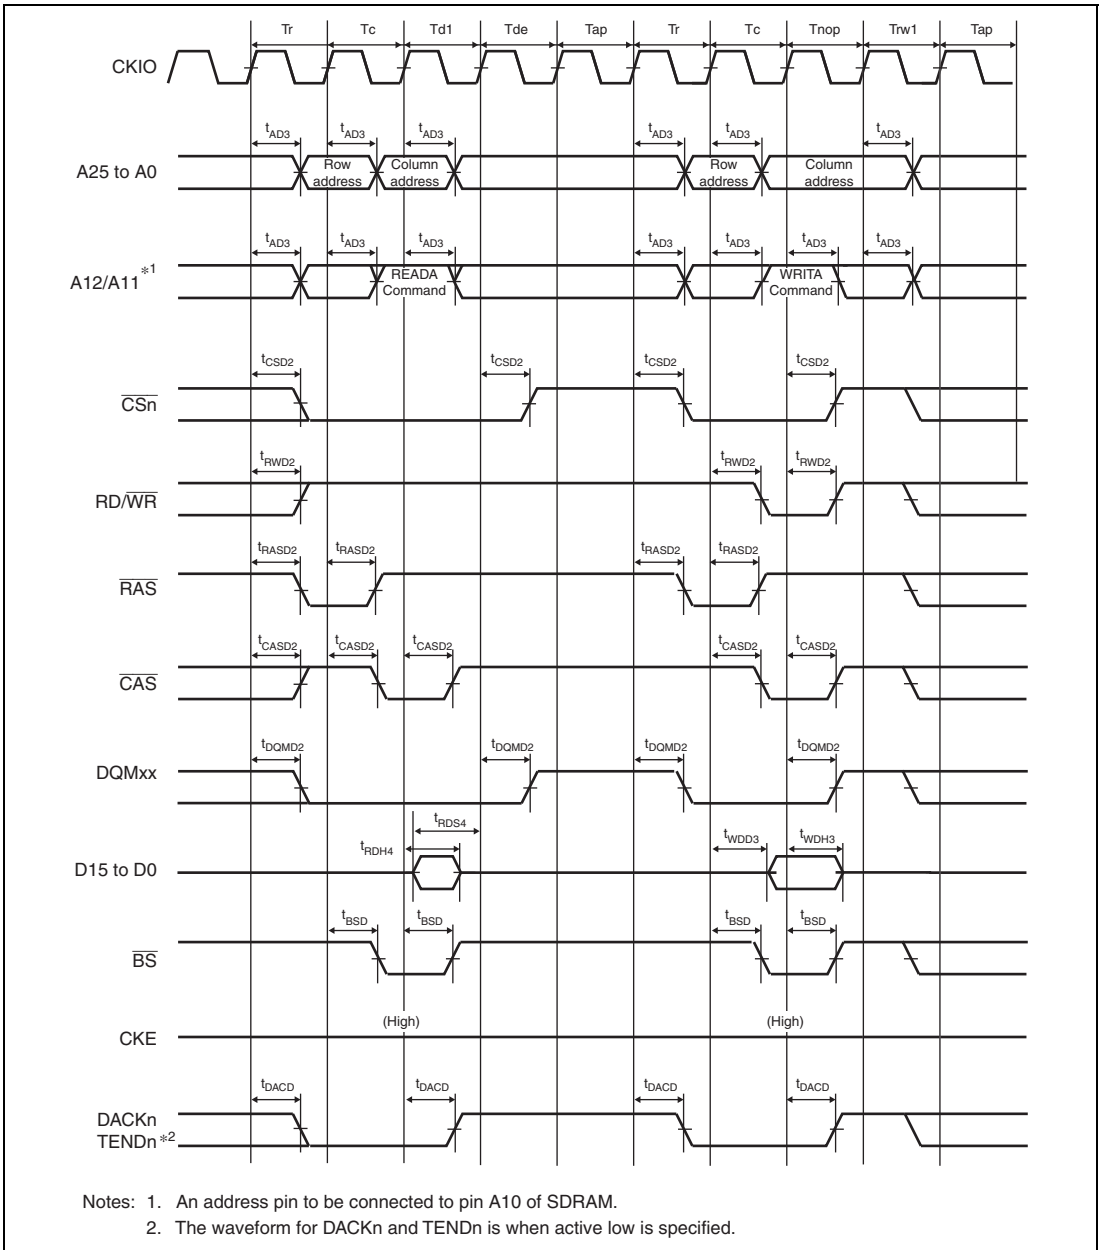 Tr Tc Td1 Tde Tap Tr Tc Tnop Trw1 Tap
CKIO
tAD3 tAD3 tAD3 tAD3 tAD3 tAD3
A25 to A0
Row address
Column address
Row address
Column address
tAD3 tAD3 tAD3 tAD3 tAD3 tAD3 tAD3
A12/A11 *1
READA Command
WRITA Command
tCSD2 tCSD2 tCSD2 tCSD2
CSn
tRWD2 tRWD2 tRWD2
RD/WR
tRASD2 tRASD2 tRASD2 tRASD2
RAS
tCASD2 tCASD2 tCASD2 tCASD2 tCASD2
CAS
tDQMD2 tDQMD2 tDQMD2 tDQMD2
DQMxx
tRDS4
tRDH4 tWDD3 tWDH3
D15 to D0
tBSD tBSD tBSD tBSD
BS
(High) (High)
CKE
tDACD tDACD tDACD tDACD
DACKn
TENDn *2
Notes: 1. An address pin to be connected to pin A10 of SDRAM.
2. The waveform for DACKn and TENDn is when active low is specified.